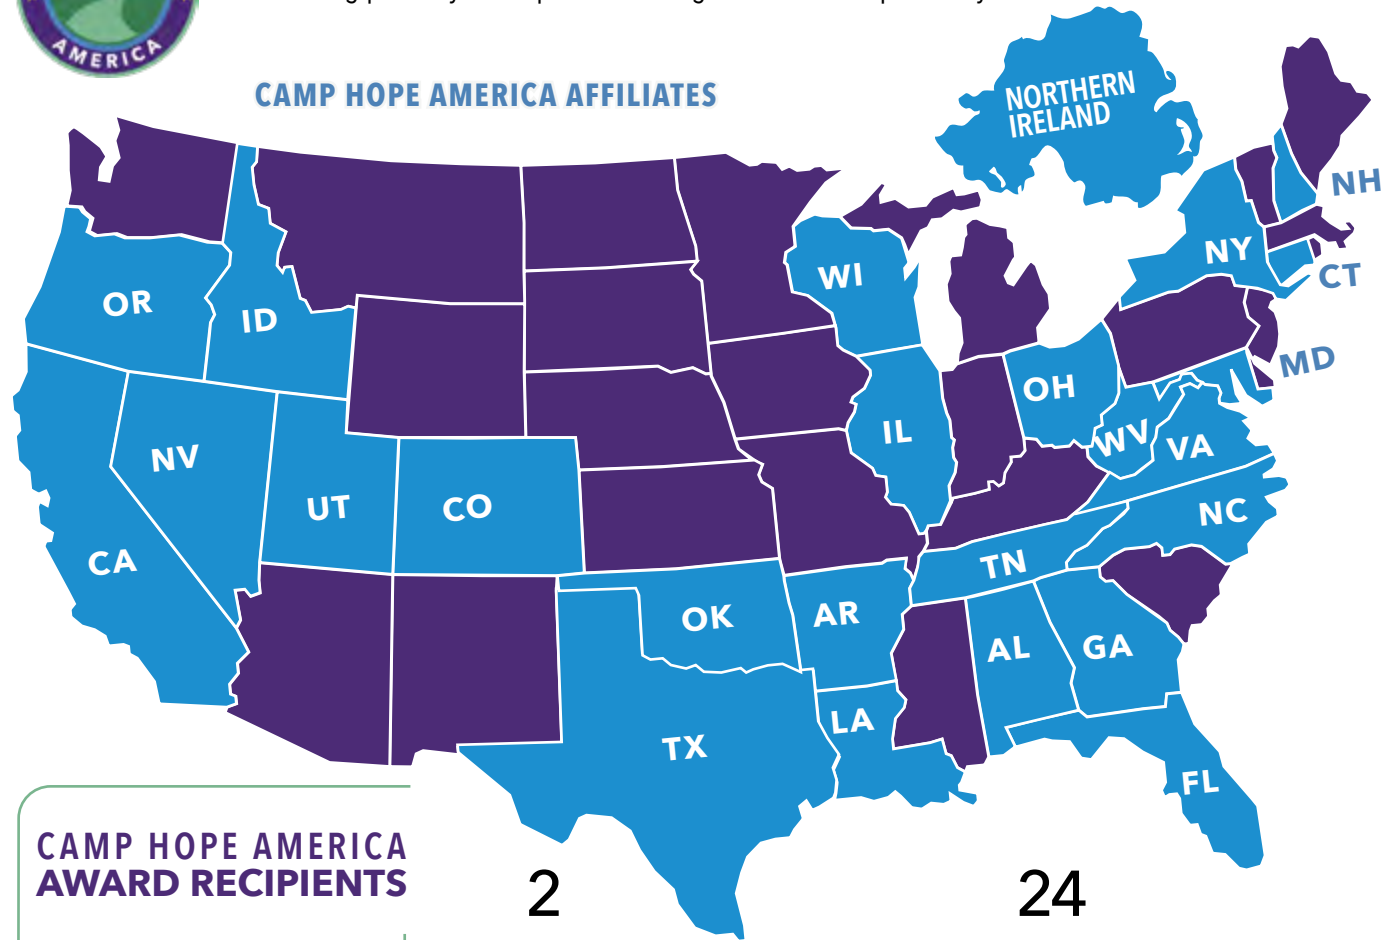 AMERICA
CAMP HOPE AMERICA AFFILIATES
NORTHERN
IRELAND
NH
NY
CT
WI
OR
ID
MD
OH
IL
WV
VA
NV
UT
CO
NC
CA
TN
OK
AR
AL
GA
LA
TX
FL
CAMP HOPE AMERICA
AWARD RECIPIENTS
2
24